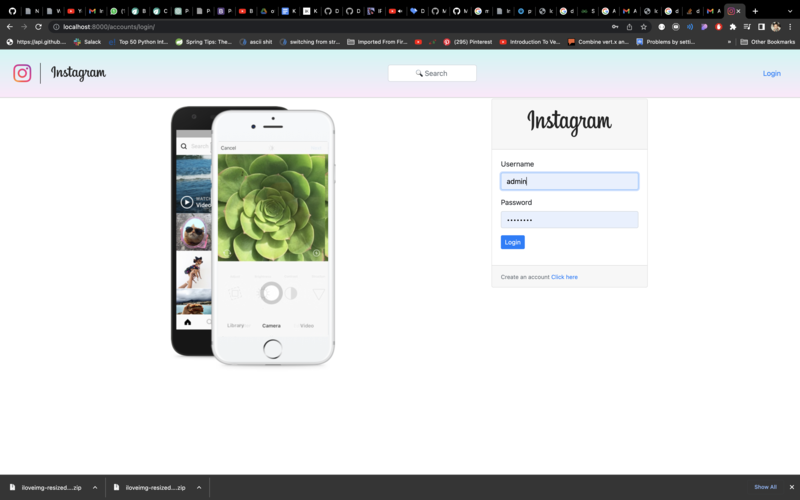 localhost:8000/accounts/login/
https://api.github.... Salack Top 50 Python Int... Spring Tips: The... ascii shit switching from str... Imported From Fir... (295) Pinterest Introduction To Ve... Combine vert.x an... Problems by setti... » Other Bookmarks
Instagram
Search
Login
Instagram
Username
admin
Password
Login
Create an account Click here
Search
WATCH
Video
Cancel
Library
Camera
Video
iloveimg-resized....zip
iloveimg-resized....zip
Show All